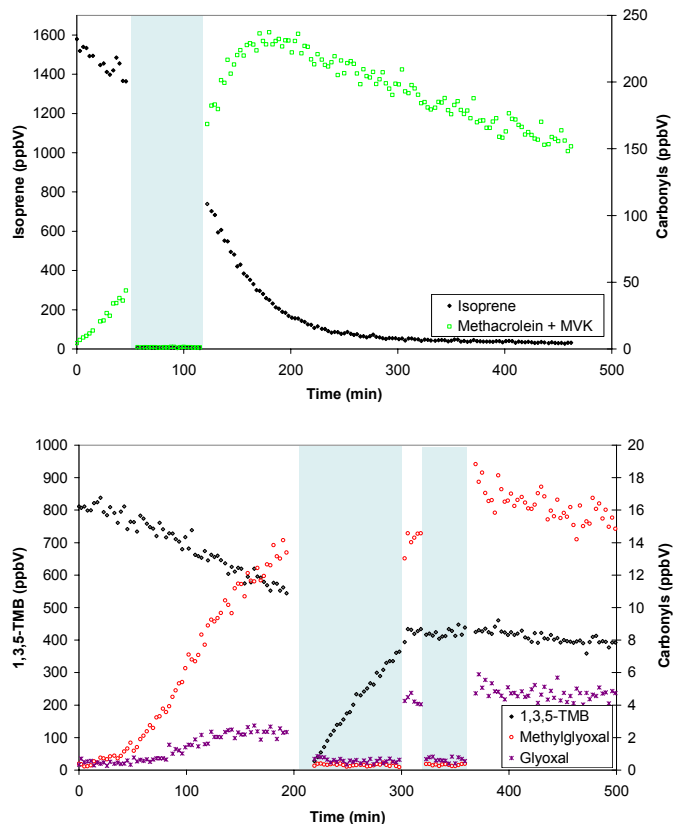 1600
1400
1200
1000
800
600
400
200
0
Isoprene (ppbV)
250
200
150
100
50
0
Carbonyls (ppbV)
Isoprene
Methacrolein + MVK
0 100 200 300 400 500
Time (min)
1000
900
800
700
600
500
400
300
200
100
0
1,3,5-TMB (ppbV)
20
18
16
14
12
10
8
6
4
2
0
Carbonyls (ppbV)
1,3,5-TMB
Methylglyoxal
Glyoxal
0 100 200 300 400 500
Time (min)